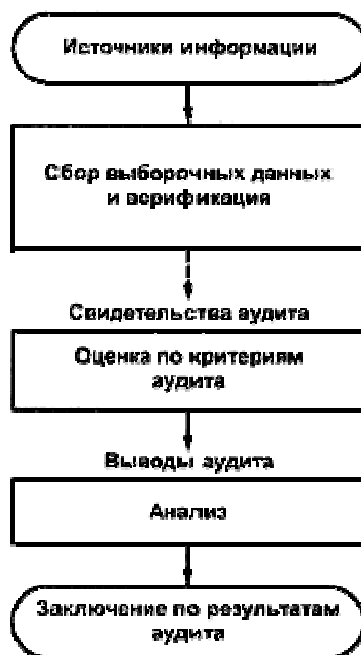 Источники информации
Сбор выборочных данных
и верификация
Свидетельства аудита
Оценка по критериям
аудита
Выводы аудита
Анализ
Заключение по результатам
аудита